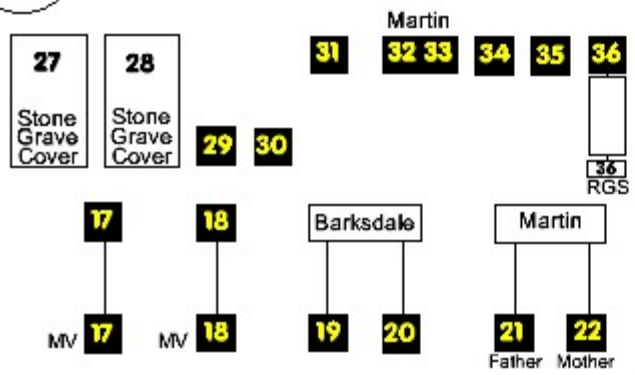 Martin
27
28
31
32 33
34
35
36
Stone
Grave
Cover
Stone
Grave
Cover
29
30
36
RGS
17
18
Barksdale
Martin
MV 17
MV 18
19
20
21
22
Father
Mother